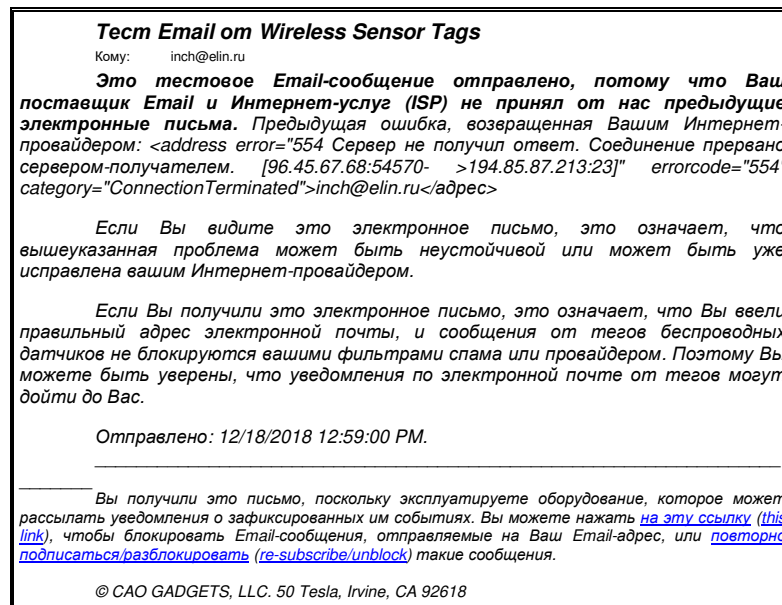 Тест Email от Wireless Sensor Tags
Кому: inch@elin.ru
Это тестовое Email-сообщение отправлено, потому что Ваш
поставщик Email и Интернет-услуг (ISP) не принял от нас предыдущие
электронные письма. Предыдущая ошибка, возвращенная Вашим Интернет-
провайдером: <address error="554 Сервер не получил ответ. Соединение прервано
сервером-получателем. [96.45.67.68:54570- >194.85.87.213:23]" errorcode="554"
category="ConnectionTerminated">inch@elin.ru</адрес>
Если Вы видите это электронное письмо, это означает, что
вышеуказанная проблема может быть неустойчивой или может быть уже
исправлена вашим Интернет-провайдером.
Если Вы получили это электронное письмо, это означает, что Вы ввели
правильный адрес электронной почты, и сообщения от тегов беспроводных
датчиков не блокируются вашими фильтрами спама или провайдером. Поэтому Вы
можете быть уверены, что уведомления по электронной почте от тегов могут
дойти до Вас.
Отправлено: 12/18/2018 12:59:00 PM.
Вы получили это письмо, поскольку эксплуатируете оборудование, которое может
рассылать уведомления о зафиксированных им событиях. Вы можете нажать на эту ссылку (this
link), чтобы блокировать Email-сообщения, отправляемые на Ваш Email-адрес, или повторно
подписаться/разблокировать (re-subscribe/unblock) такие сообщения.
© CAO GADGETS, LLC. 50 Tesla, Irvine, CA 92618